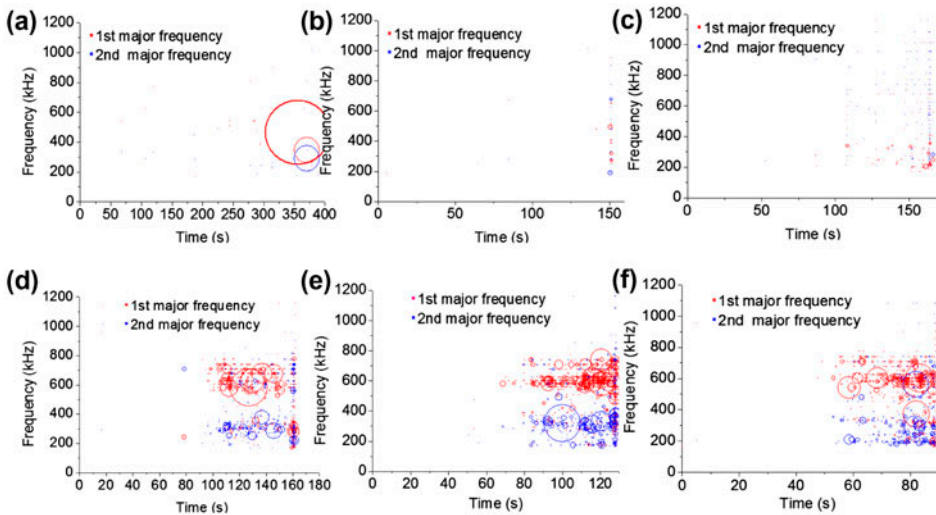 (a)
1st major frequency
2nd major frequency
Frequency (kHz)
1200
1000
800
600
400
200
0
0 50 100 150 200 250 300 350 400
Time (s)
(b)
1st major frequency
2nd major frequency
Frequency (kHz)
1200
1000
800
600
400
200
0
0 50 100 150
Time (s)
(c)
1st major frequency
2nd major frequency
Frequency (kHz)
1200
1000
800
600
400
200
0
0 50 100 150
Time (s)
(d)
1st major frequency
2nd major frequency
Frequency (kHz)
1200
1000
800
600
400
200
0
0 20 40 60 80 100 120 140 160 180
Time (s)
(e)
1st major frequency
2nd major frequency
Frequency (kHz)
1200
1000
800
600
400
200
0
0 20 40 60 80 100 120
Time (s)
(f)
1st major frequency
2nd major frequency
Frequency (kHz)
1200
1000
800
600
400
200
0
0 20 40 60 80
Time (s)